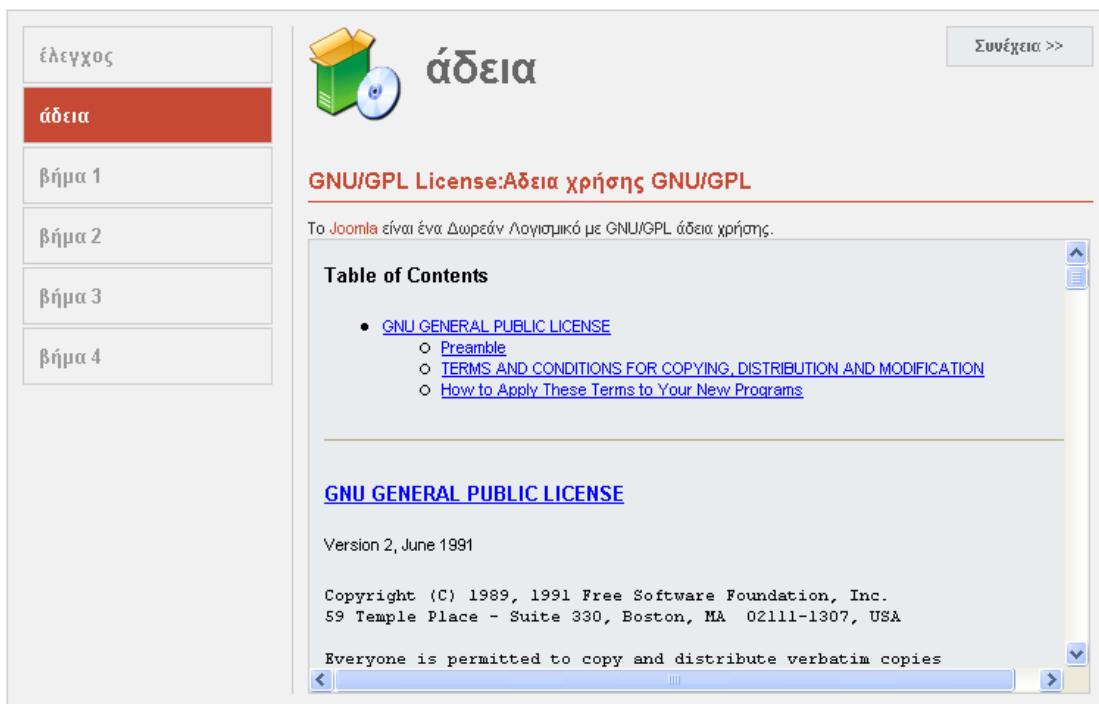 έλεγχος
άδεια
βήμα 1
βήμα 2
βήμα 3
βήμα 4
άδεια
Συνέχεια >>
GNU/GPL License:Αδεια χρήσης GNU/GPL
Το Joomla είναι ένα Δωρεάν Λογισμικό με GNU/GPL άδεια χρήσης.
Table of Contents
GNU GENERAL PUBLIC LICENSE
Preamble
TERMS AND CONDITIONS FOR COPYING, DISTRIBUTION AND MODIFICATION
How to Apply These Terms to Your New Programs
GNU GENERAL PUBLIC LICENSE
Version 2, June 1991
Copyright (C) 1989, 1991 Free Software Foundation, Inc.
59 Temple Place - Suite 330, Boston, MA  02111-1307, USA
Everyone is permitted to copy and distribute verbatim copies